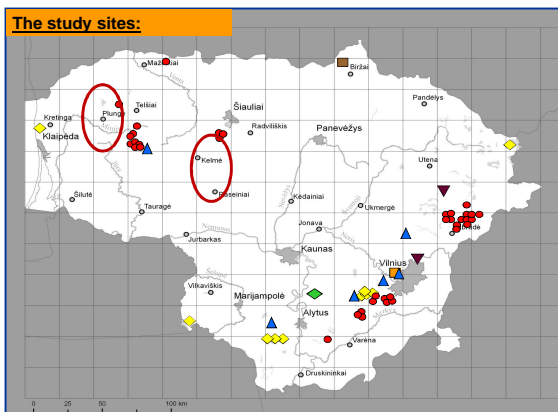 The study sites:
Mažeikiai
Biržai
Pandėlys
Plungė
Telšiai
Kretinga
Klaipėda
Šiauliai
Radviliškis
Panevėžys
Utena
Kelmė
Raseiniai
Šilutė
Tauragė
Kėdainiai
Ukmergė
Jonava
Jurbarkas
Kaunas
Vilnius
Vilkaviškis
Marijampolė
Alytus
Varėna
Druskininkai
0 25 50 100 km